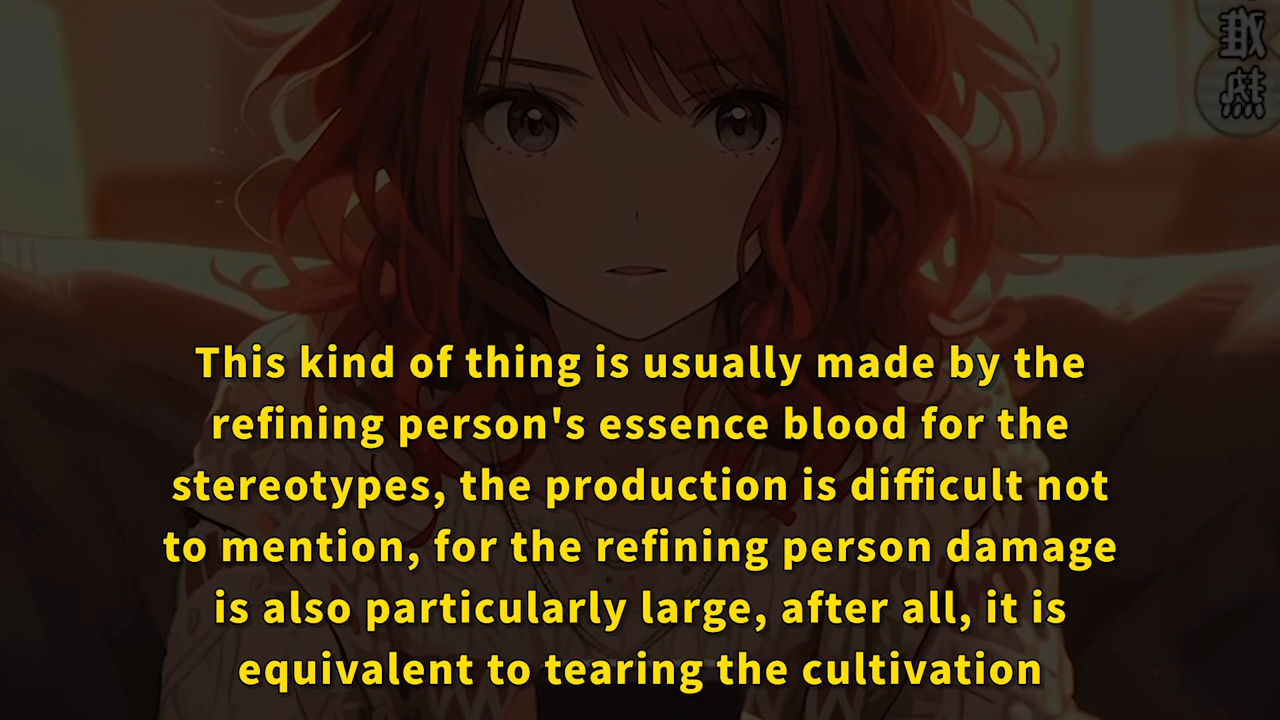 This kind of thing is usually made by the
refining person's essence blood for the
stereotypes, the production is difficult not
to mention, for the refining person damage
is also particularly large, after all, it is
equivalent to tearing the cultivation